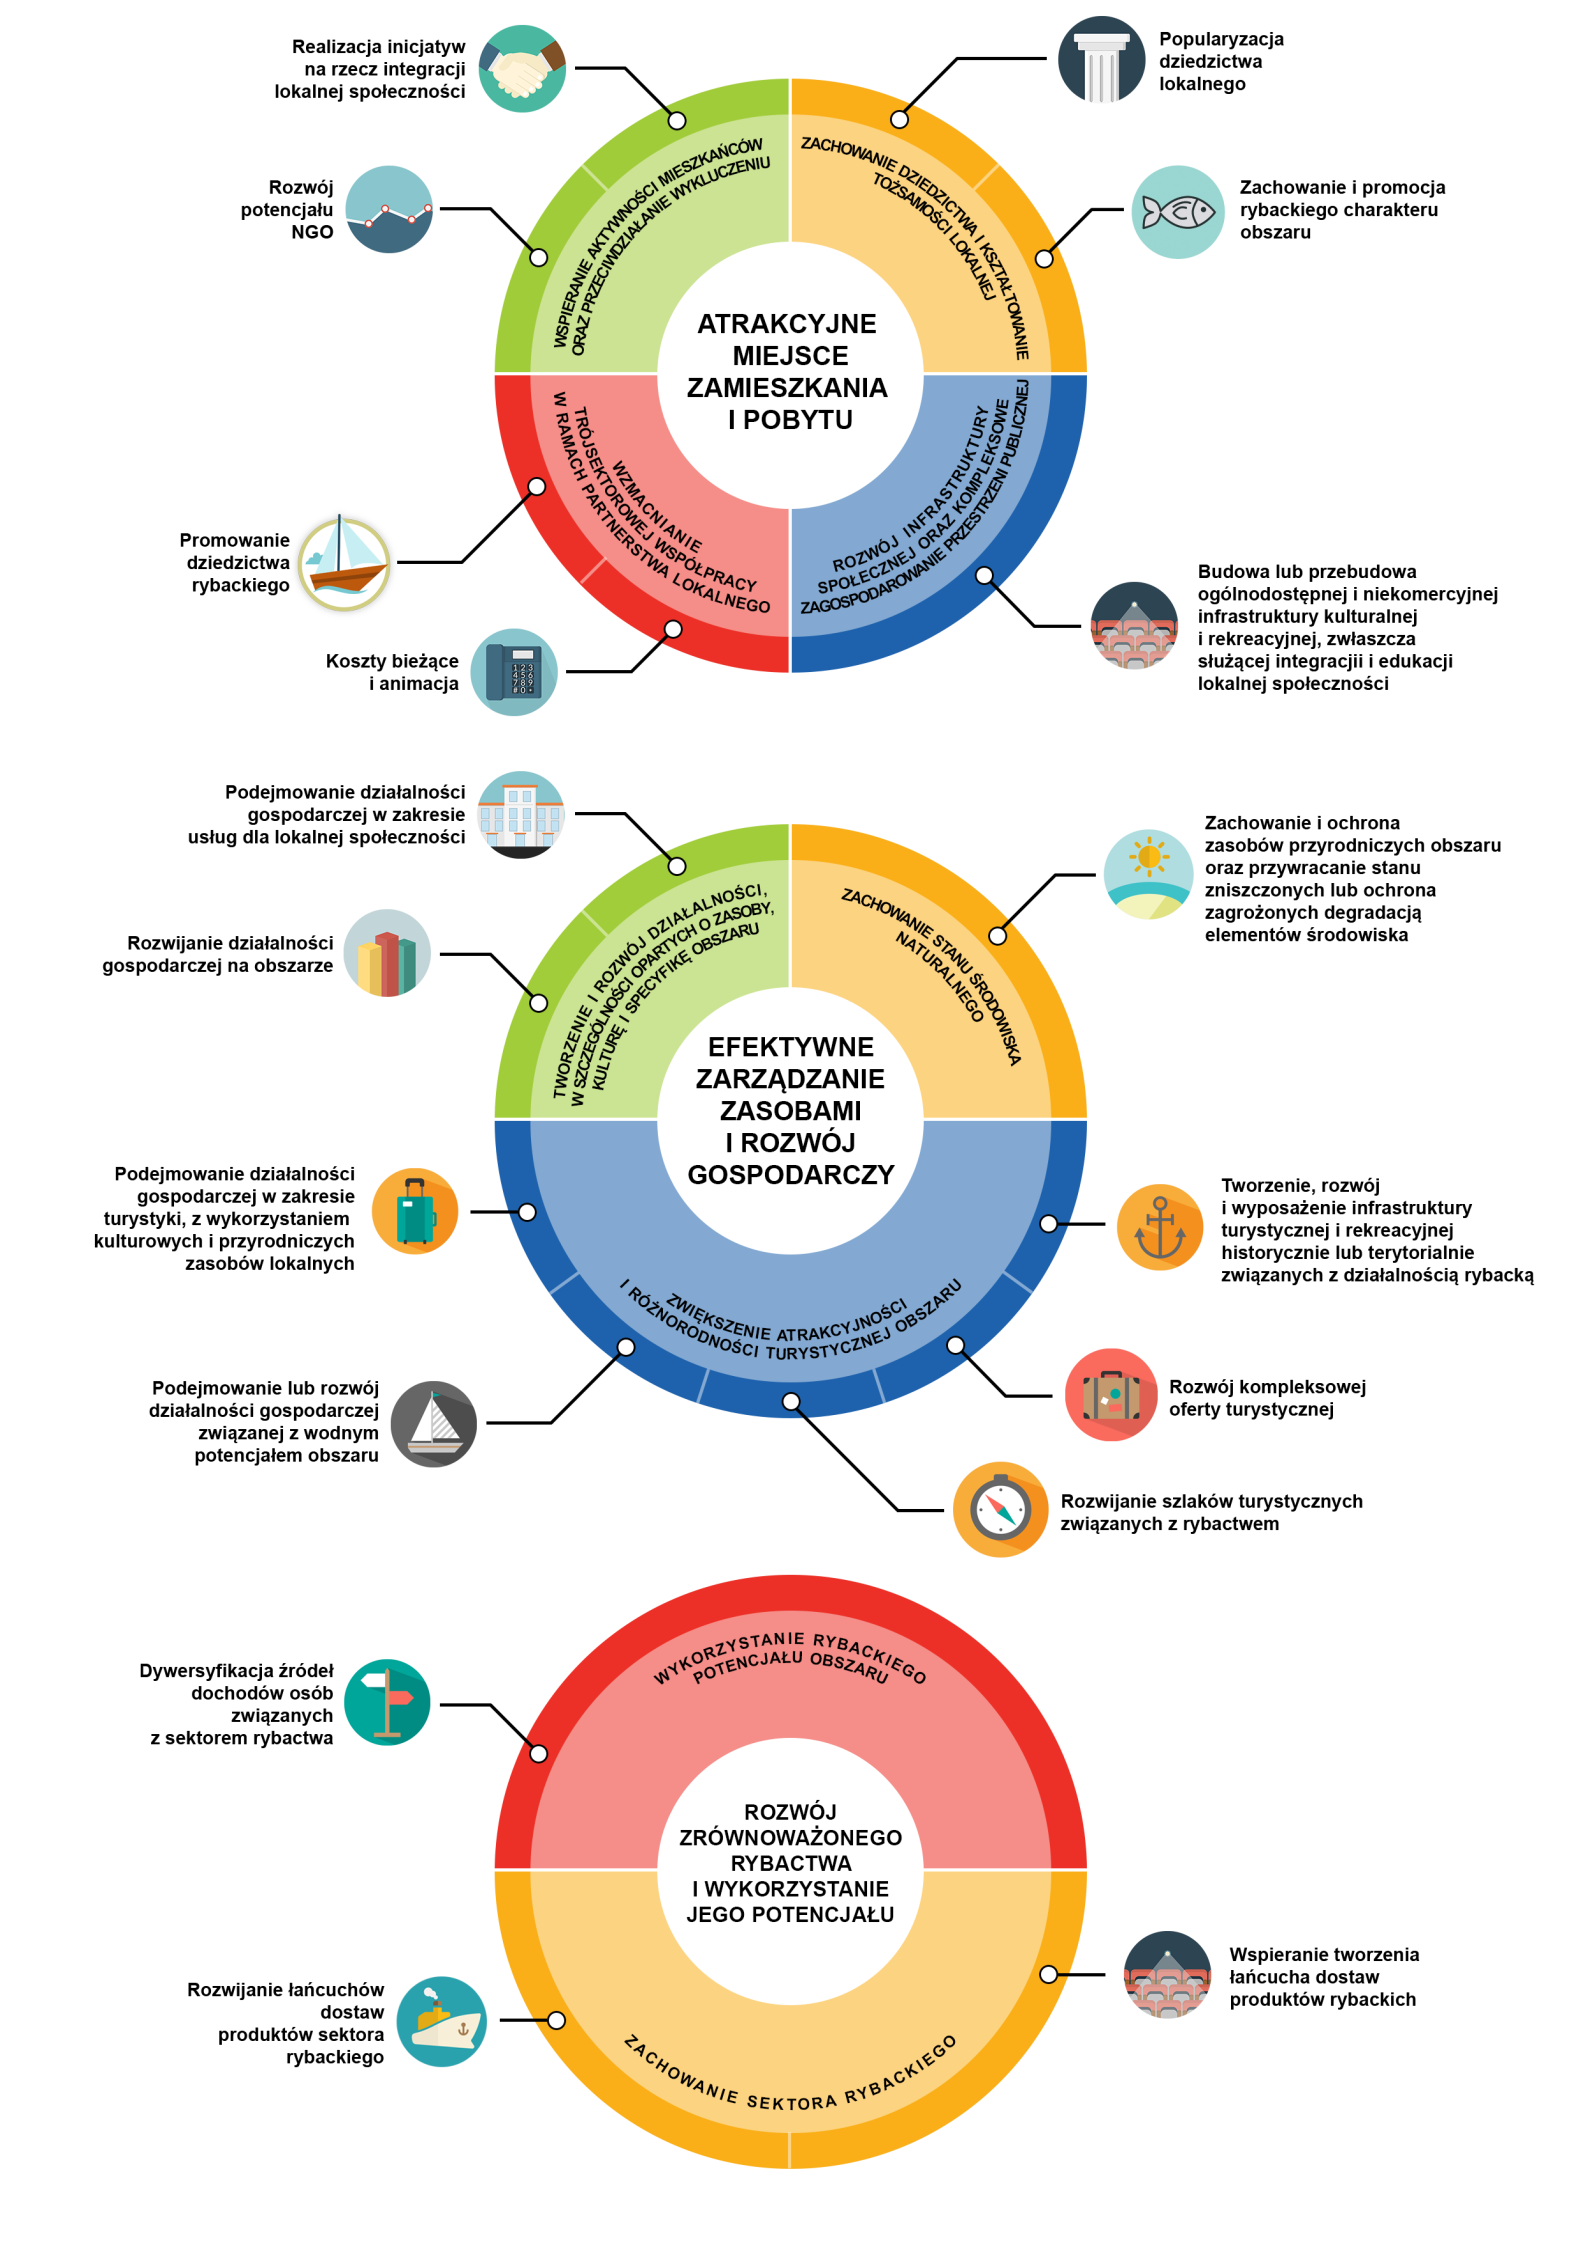 Realizacja inicjatyw
na rzecz integracji
lokalnej społeczności
Popularyzacja
dziedzictwa
lokalnego
Rozwój
potencjału
NGO
Zachowanie i promocja
rybackiego charakteru
obszaru
WSPIERANIE AKTYWNOŚCI MIESZKAŃCÓW
ORAZ PRZECIWDZIAŁANIE WYKLUCZENIU
ZACHOWANIE DZIEDZICTWA I KSZTAŁTOWANIE
TOŻSAMOŚCI LOKALNEJ
ATRAKCYJNE
MIEJSCE
ZAMIESZKANIA
I POBYTU
WZMACNIANIE
TRÓJSEKTOROWEJ WSPÓŁPRACY
W RAMACH PARTNERSTWA LOKALNEGO
ROZWÓJ INFRASTRUKTURY
SPOŁECZNEJ ORAZ KOMPLEKSOWE
ZAGOSPODAROWANIE PRZESTRZENI PUBLICZNEJ
Promowanie
dziedzictwa
rybackiego
Budowa lub przebudowa
ogólnodostępnej i niekomercyjnej
infrastruktury kulturalnej
i rekreacyjnej, zwłaszcza
służącej integracjii i edukacji
lokalnej społeczności
Koszty bieżące
i animacja
1 2 3
4 5 6
7 8 9
# 0 *
Podejmowanie działalności
gospodarczej w zakresie
usług dla lokalnej społeczności
Zachowanie i ochrona
zasobów przyrodniczych obszaru
oraz przywracanie stanu
zniszczonych lub ochrona
zagrożonych degradacją
elementów środowiska
Rozwijanie działalności
gospodarczej na obszarze
TWORZENIE I ROZWÓJ DZIAŁALNOŚCI,
W SZCZEGÓLNOŚCI OPARTYCH O ZASOBY,
KULTURĘ I SPECYFIKĘ OBSZARU
ZACHOWANIE STANU ŚRODOWISKA
NATURALNEGO
EFEKTYWNE
ZARZĄDZANIE
ZASOBAMI
I ROZWÓJ
GOSPODARCZY
Podejmowanie działalności
gospodarczej w zakresie
turystyki, z wykorzystaniem
kulturowych i przyrodniczych
zasobów lokalnych
Tworzenie, rozwój
i wyposażenie infrastruktury
turystycznej i rekreacyjnej
historycznie lub terytorialnie
związanych z działalnością rybacką
ZWIĘKSZENIE ATRAKCYJNOŚCI
I RÓŻNORODNOŚCI TURYSTYCZNEJ OBSZARU
Podejmowanie lub rozwój
działalności gospodarczej
związanej z wodnym
potencjałem obszaru
Rozwój kompleksowej
oferty turystycznej
Rozwijanie szlaków turystycznych
związanych z rybactwem
WYKORZYSTANIE RYBACKIEGO
POTENCJAŁU OBSZARU
Dywersyfikacja źródeł
dochodów osób
związanych
z sektorem rybactwa
ROZWÓJ
ZRÓWNOWAŻONEGO
RYBACTWA
I WYKORZYSTANIE
JEGO POTENCJAŁU
Wspieranie tworzenia
łańcucha dostaw
produktów rybackich
Rozwijanie łańcuchów
dostaw
produktów sektora
rybackiego
ZACHOWANIE SEKTORA RYBACKIEGO